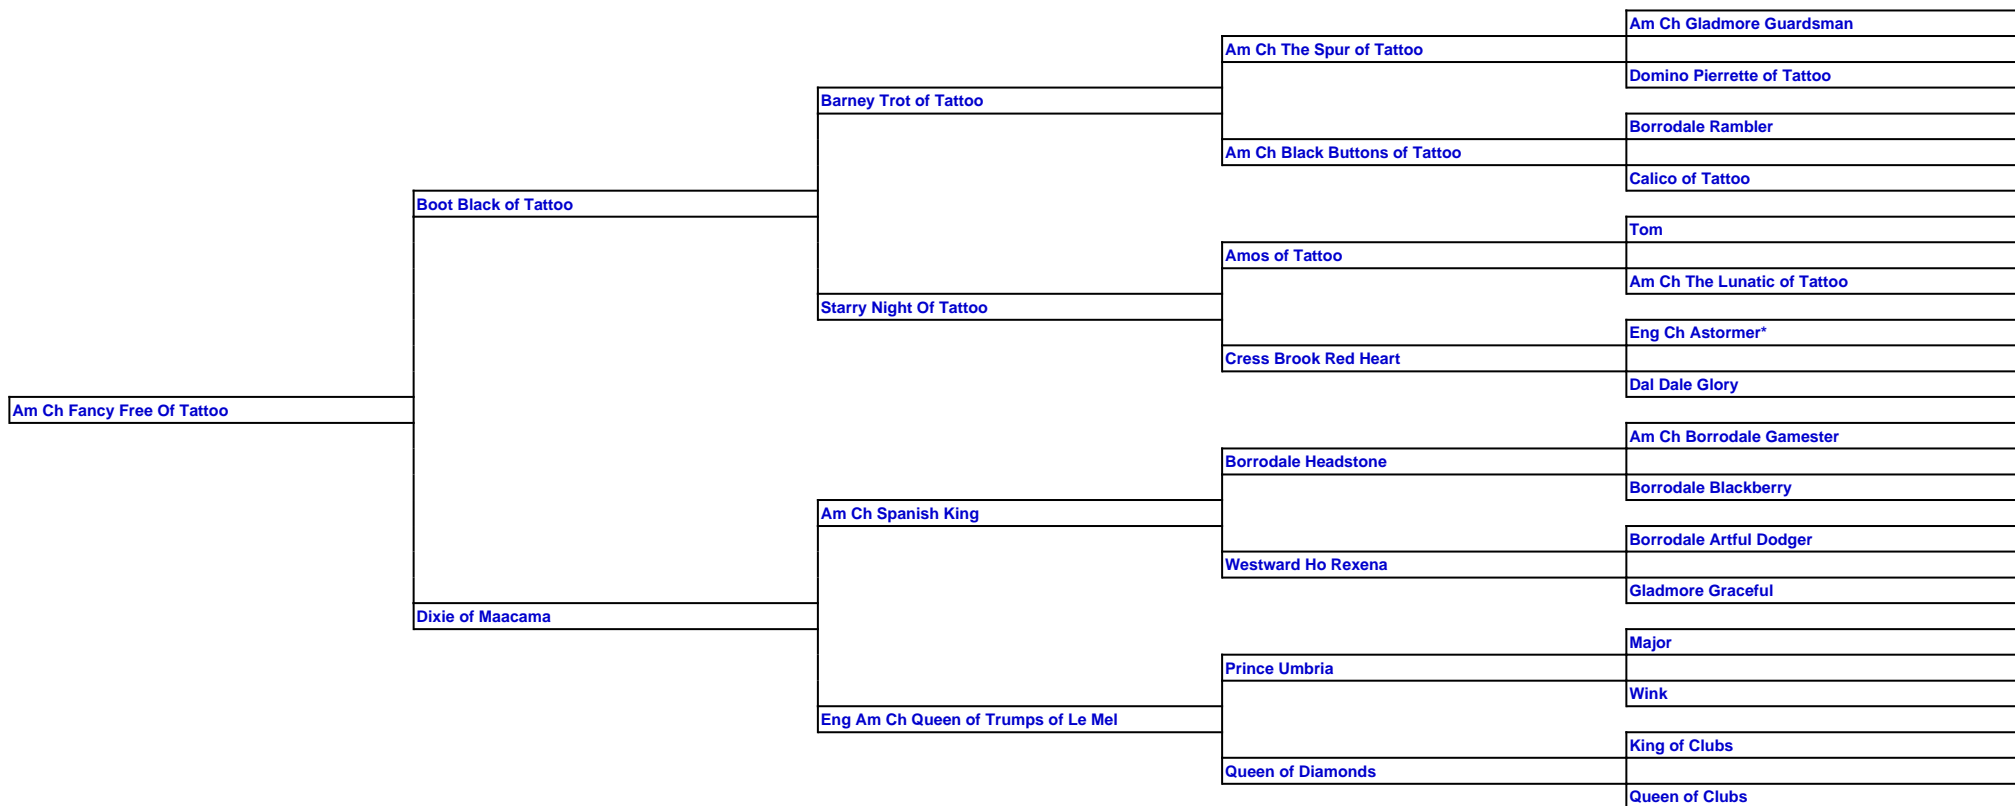 Am Ch Gladmore Guardsman
Am Ch The Spur of Tattoo
Domino Pierrette of Tattoo
Barney Trot of Tattoo
Borrodale Rambler
Am Ch Black Buttons of Tattoo
Calico of Tattoo
Boot Black of Tattoo
Tom
Amos of Tattoo
Am Ch The Lunatic of Tattoo
Starry Night Of Tattoo
Eng Ch Astormer*
Cress Brook Red Heart
Dal Dale Glory
Am Ch Fancy Free Of Tattoo
Am Ch Borrodale Gamester
Borrodale Headstone
Borrodale Blackberry
Am Ch Spanish King
Borrodale Artful Dodger
Westward Ho Rexena
Gladmore Graceful
Dixie of Maacama
Major
Prince Umbria
Wink
Eng Am Ch Queen of Trumps of Le Mel
King of Clubs
Queen of Diamonds
Queen of Clubs